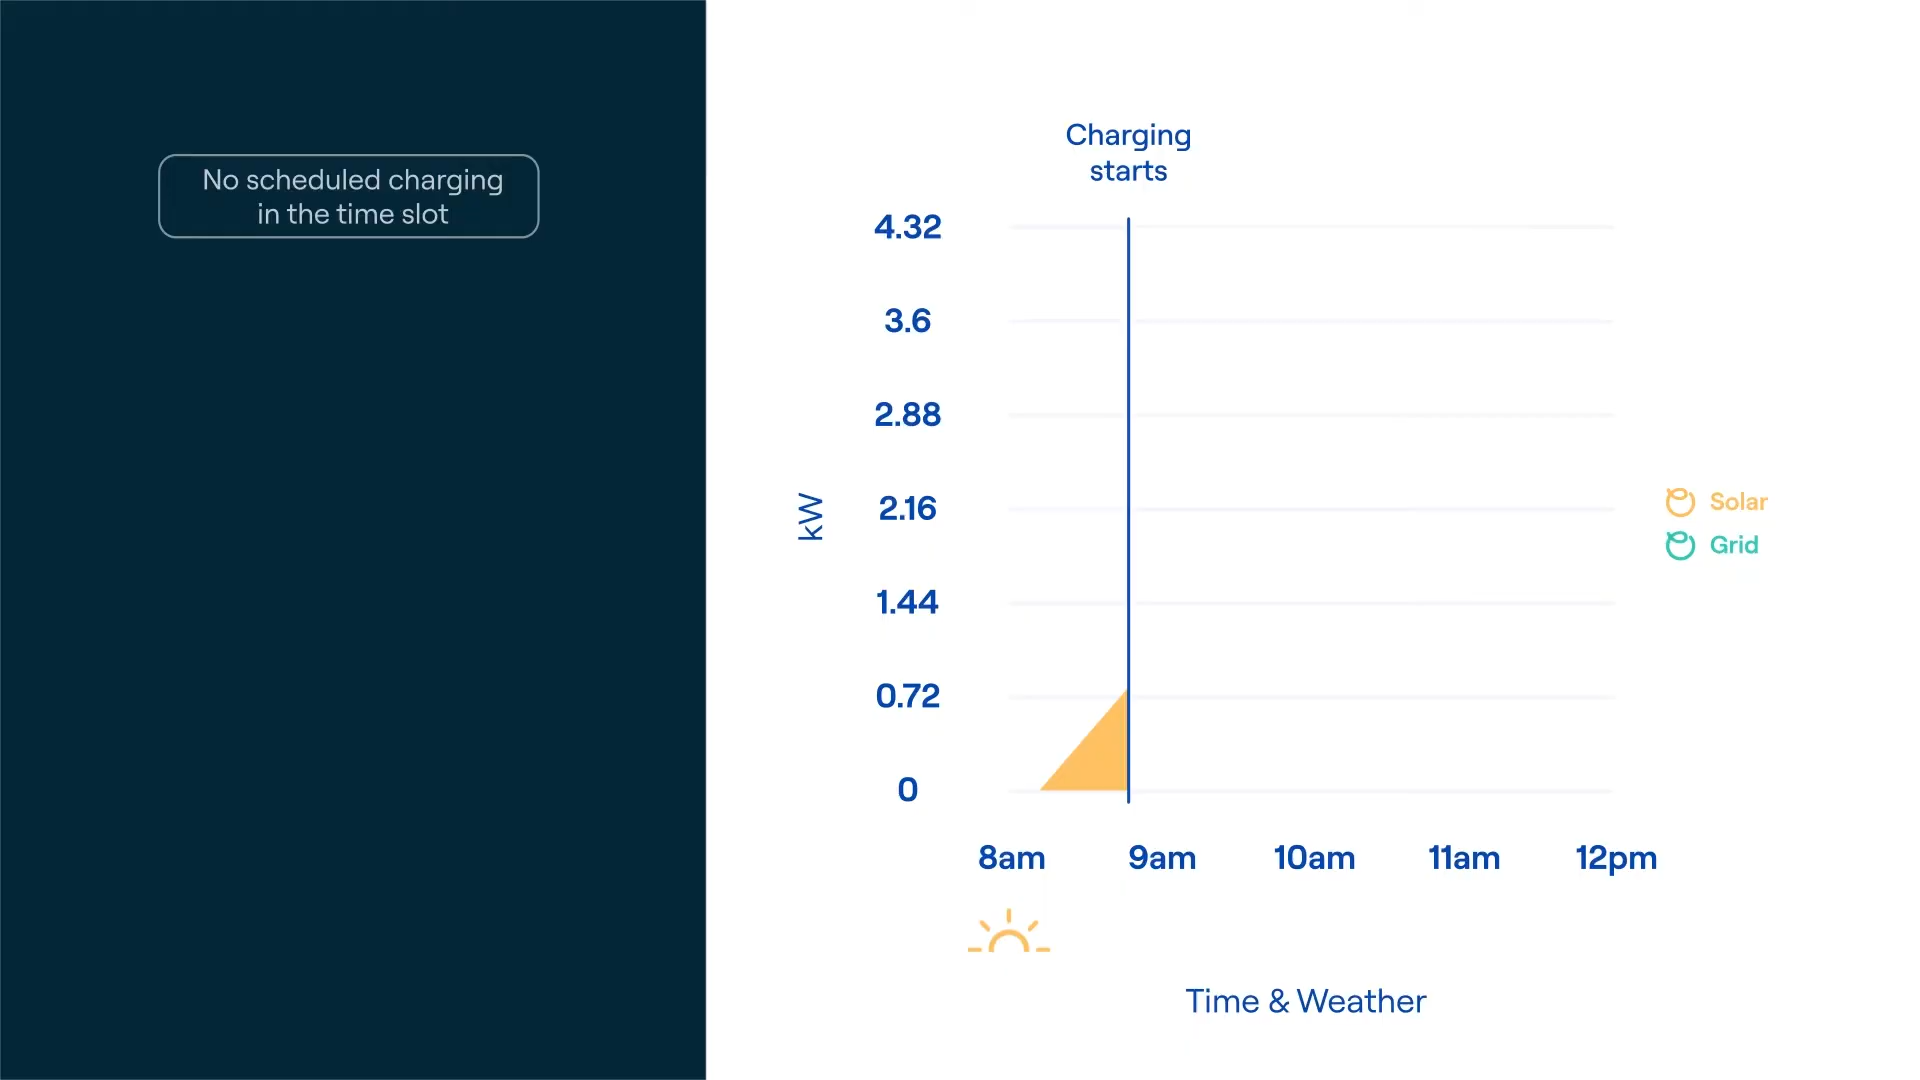 No scheduled charging
in the time slot
Charging
starts
4.32
3.6
2.88
2.16
1.44
0.72
0
kW
8am
9am
10am
11am
12pm
Time & Weather
Solar
Grid